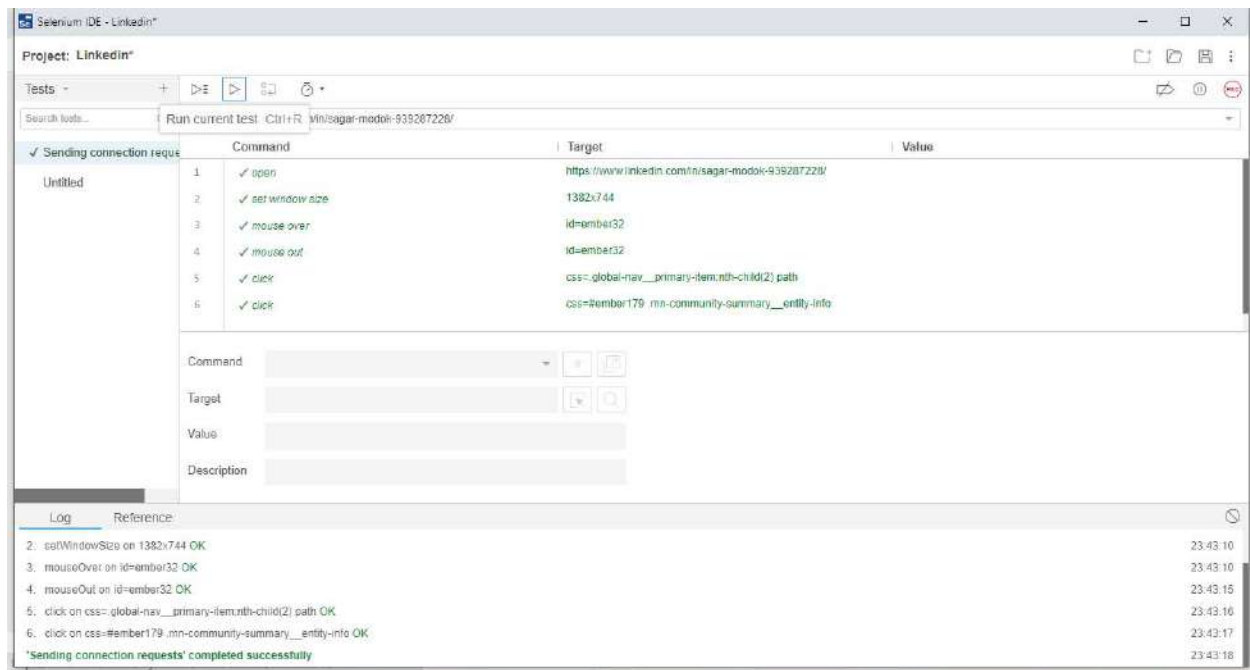 Selenium IDE - Linkedin*
Project: Linkedin*
Tests
Search tests...
Run current test Ctrl+R
/in/sagar-modok-939287228/
✓ Sending connection reque
Untitled
Command Target Value
1 ✓ open https://www.linkedin.com/in/sagar-modok-939287228/
2 ✓ set window size 1382x744
3 ✓ mouse over id=ember32
4 ✓ mouse out id=ember32
5 ✓ click css=.global-nav__primary-item:nth-child(2) path
6 ✓ click css=#ember179 .mn-community-summary__entity-info
Command
Target
Value
Description
Log Reference
2. setWindowSize on 1382x744 OK 23:43:10
3. mouseOver on id=ember32 OK 23:43:10
4. mouseOut on id=ember32 OK 23:43:15
5. click on css=.global-nav__primary-item:nth-child(2) path OK 23:43:16
6. click on css=#ember179 .mn-community-summary__entity-info OK 23:43:17
'Sending connection requests' completed successfully 23:43:18